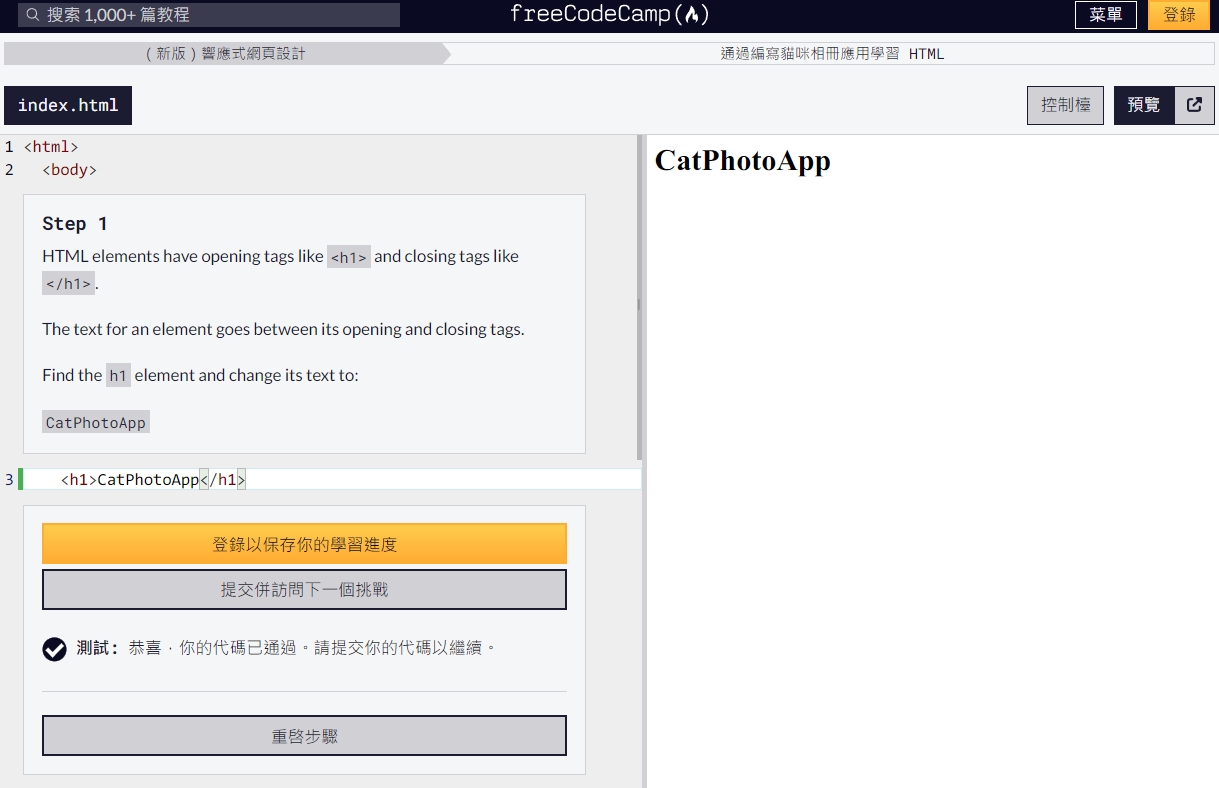 搜索 1,000+ 篇教程
freeCodeCamp(🔥)
菜單
登錄
(新版)響應式網頁設計
通過編寫貓咪相冊應用學習 HTML
index.html
控制檯
預覽
1 <html>
2 <body>
Step 1
HTML elements have opening tags like <h1> and closing tags like
</h1>.
The text for an element goes between its opening and closing tags.
Find the h1 element and change its text to:
CatPhotoApp
3 <h1>CatPhotoApp</h1>
登錄以保存你的學習進度
提交併訪問下一個挑戰
測試: 恭喜,你的代碼已通過。請提交你的代碼以繼續。
重啓步驟
CatPhotoApp